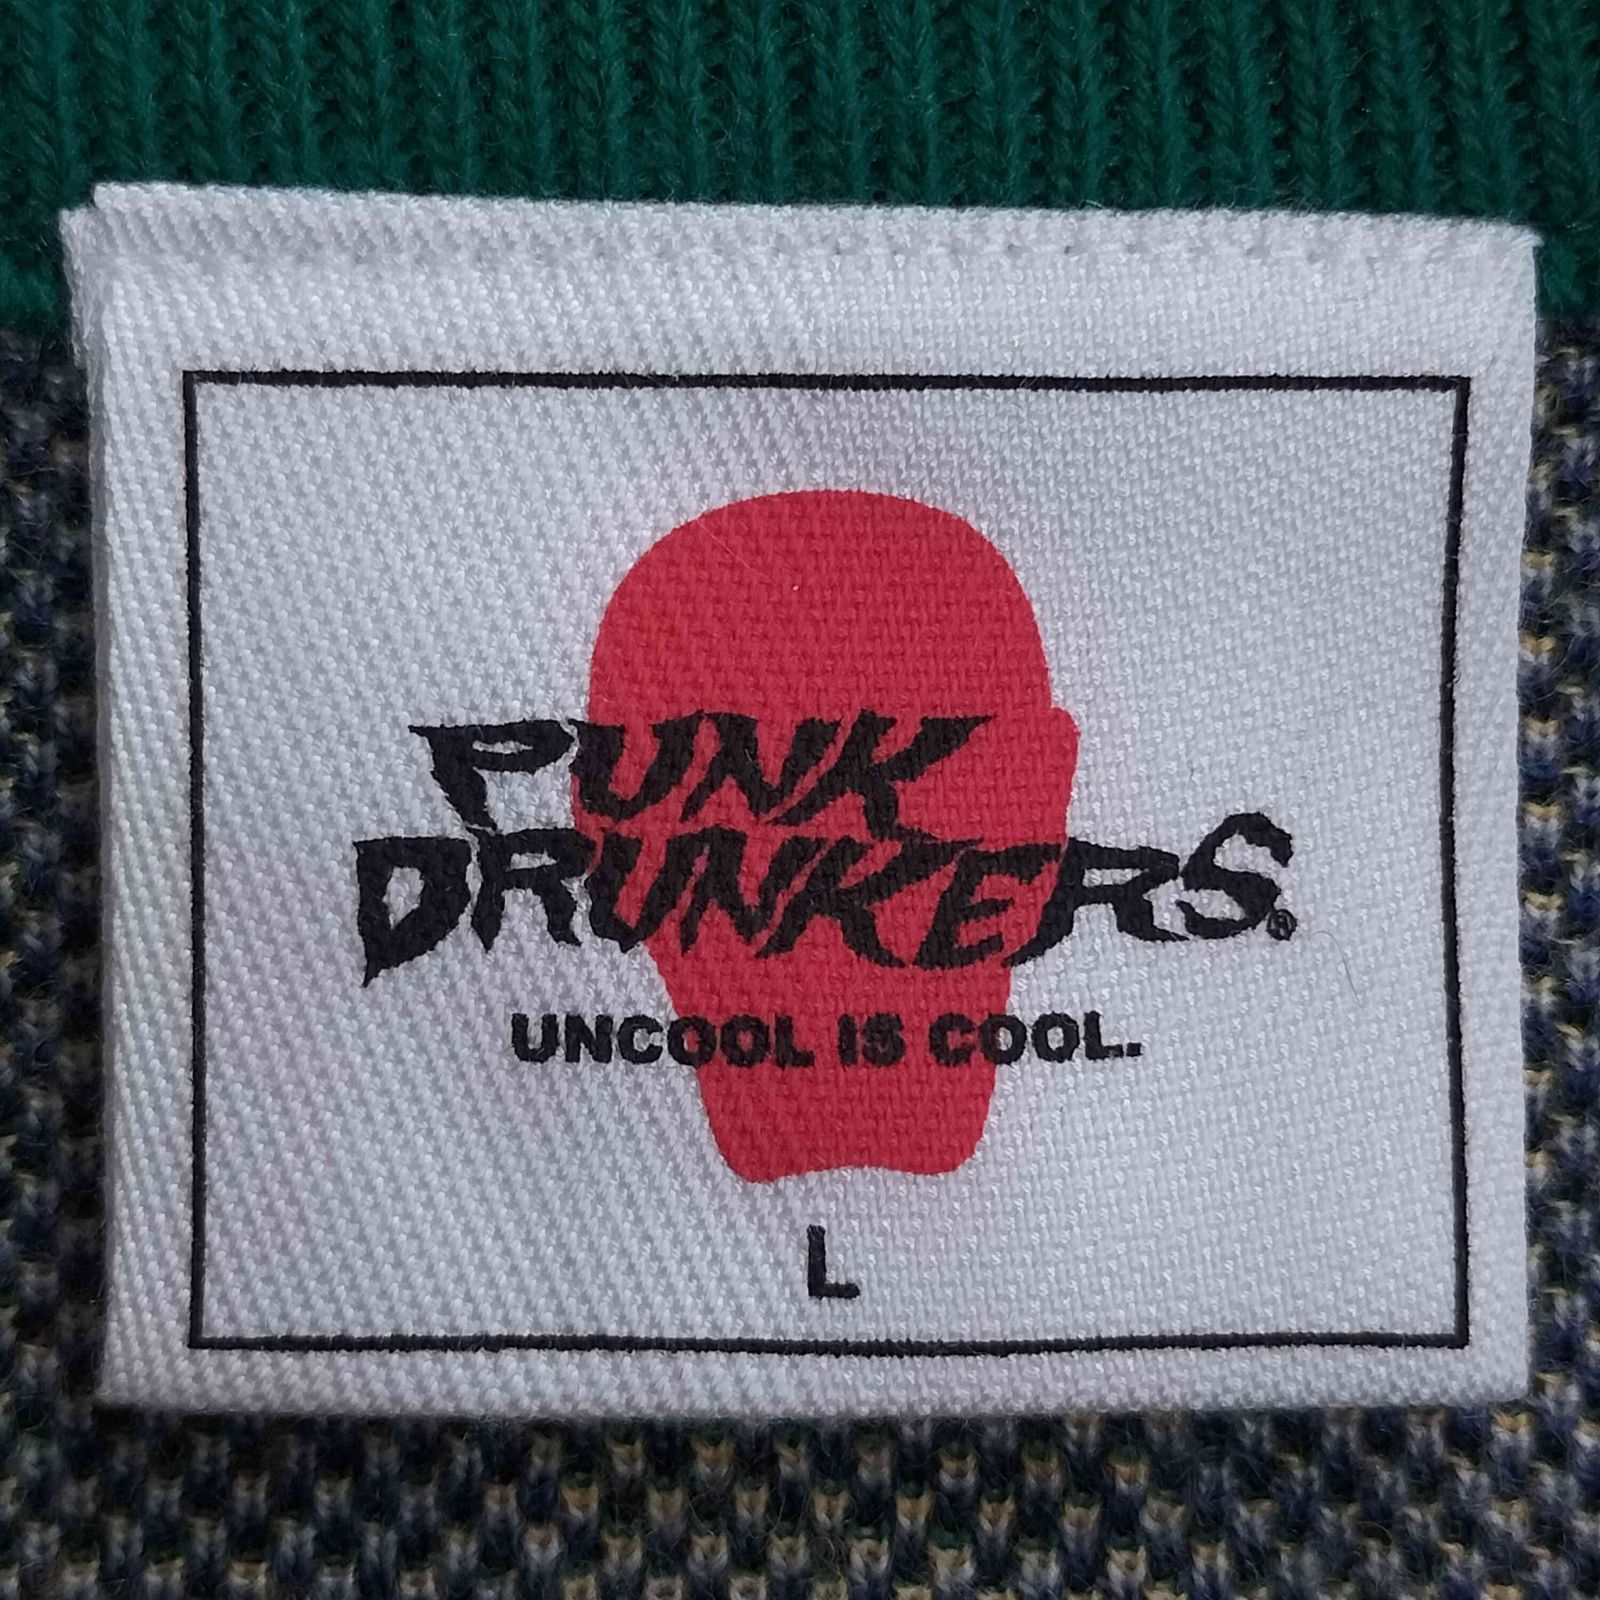 PUNK
DRUNKERS®
UNCOOL IS COOL.
L